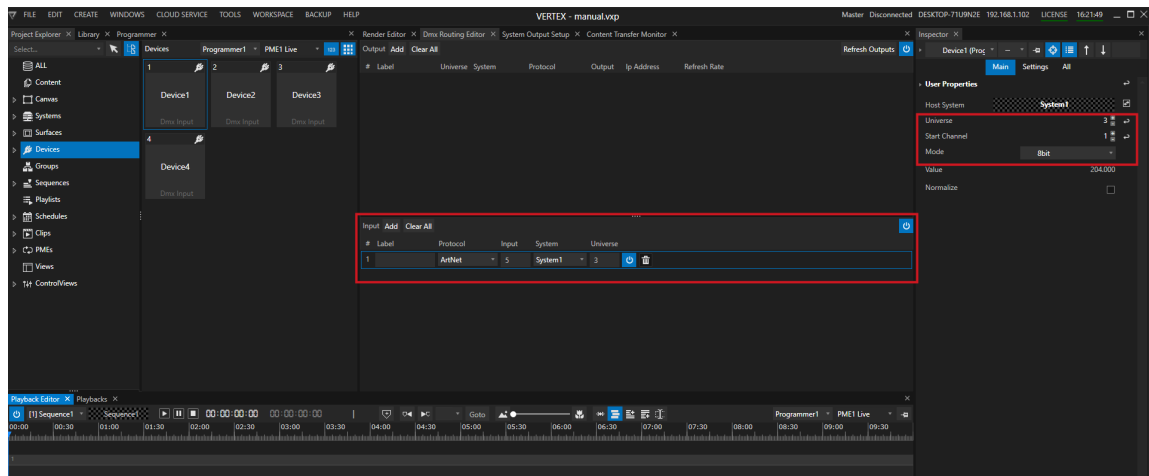 FILE EDIT CREATE WINDOWS CLOUD SERVICE TOOLS WORKSPACE BACKUP HELP VERTEX - manual.vxp Master Disconnected DESKTOP-71U9N2E 192.168.1.102 LICENSE 16:21:49
Project Explorer Library Programmer Render Editor Dmx Routing Editor System Output Setup Content Transfer Monitor Inspector
Select... Devices Programmer1 PME1 Live 123 Output Add Clear All Refresh Outputs Device1 (Prog
ALL 1 2 3 # Label Universe System Protocol Output Ip Address Refresh Rate Main Settings All
Content User Properties
Canvas Device1 Device2 Device3
Host System System1
Systems Dmx Input Dmx Input Dmx Input Universe 3
Surfaces 4 Start Channel 1
Devices Mode 8bit
Groups Device4 Value 204.000
Sequences Dmx Input Normalize
Playlists
Schedules
Clips Input Add Clear All
PMEs # Label Protocol Input System Universe
Views 1 ArtNet 5 System1 3
ControlViews
Playback Editor Playbacks
[1] Sequence1 Sequence1 00:00:00:00 00:00:00:00 Goto Programmer1 PME1 Live
00:00 00:30 01:00 01:30 02:00 02:30 03:00 03:30 04:00 04:30 05:00 05:30 06:00 06:30 07:00 07:30 08:00 08:30 09:00 09:30
1